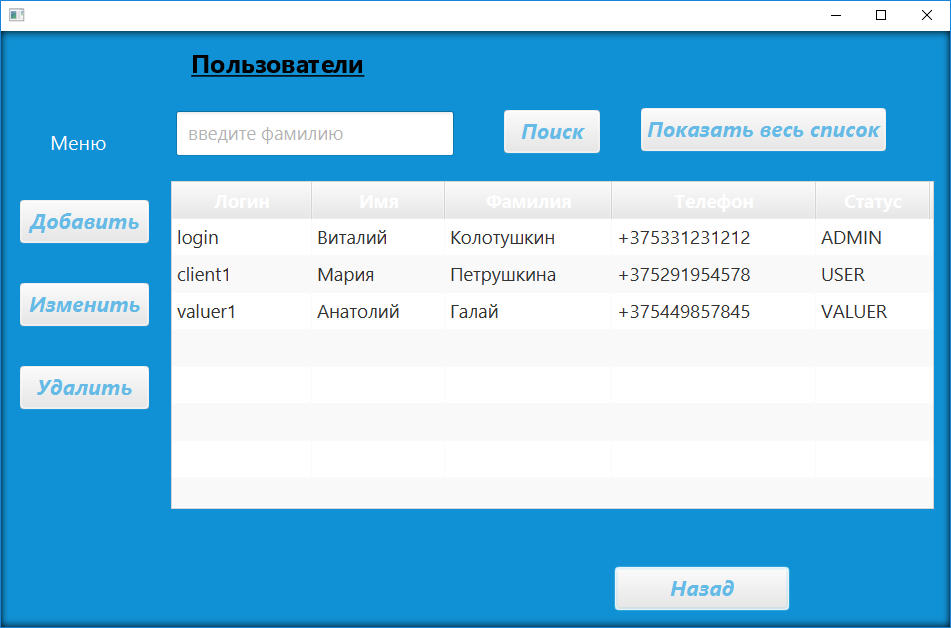 Пользователи
Меню
введите фамилию
Поиск
Показать весь список
Добавить
Изменить
Удалить
Логин Имя Фамилия Телефон Статус
login Виталий Колотушкин +375331231212 ADMIN
client1 Мария Петрушкина +375291954578 USER
valuer1 Анатолий Галай +375449857845 VALUER
Назад